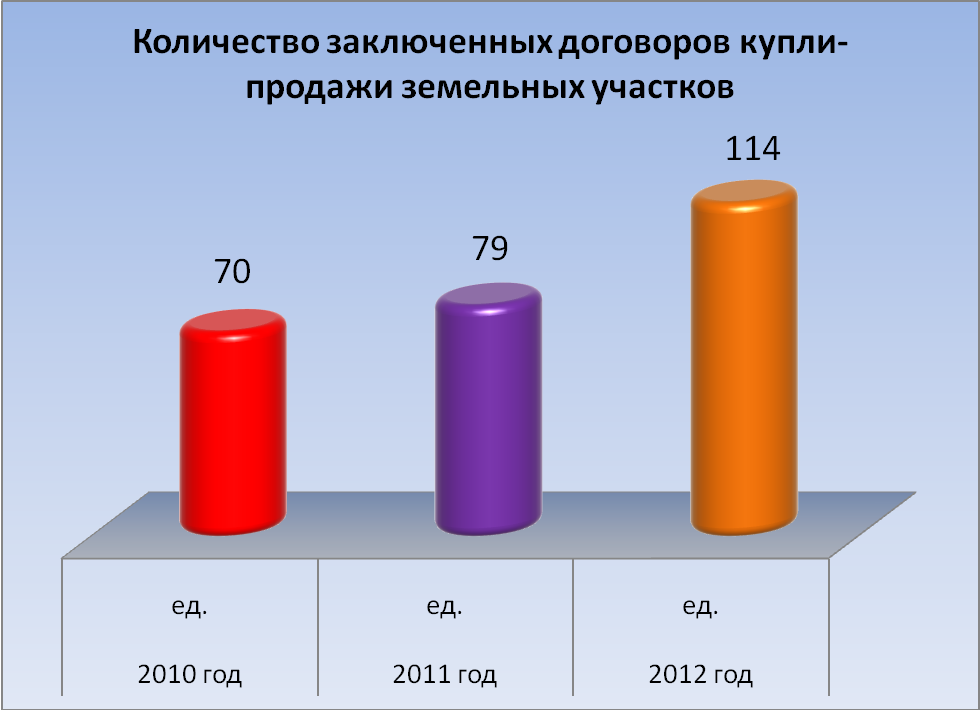 Количество заключенных договоров купли-
продажи земельных участков
114
79
70
ед. ед. ед.
2010 год 2011 год 2012 год